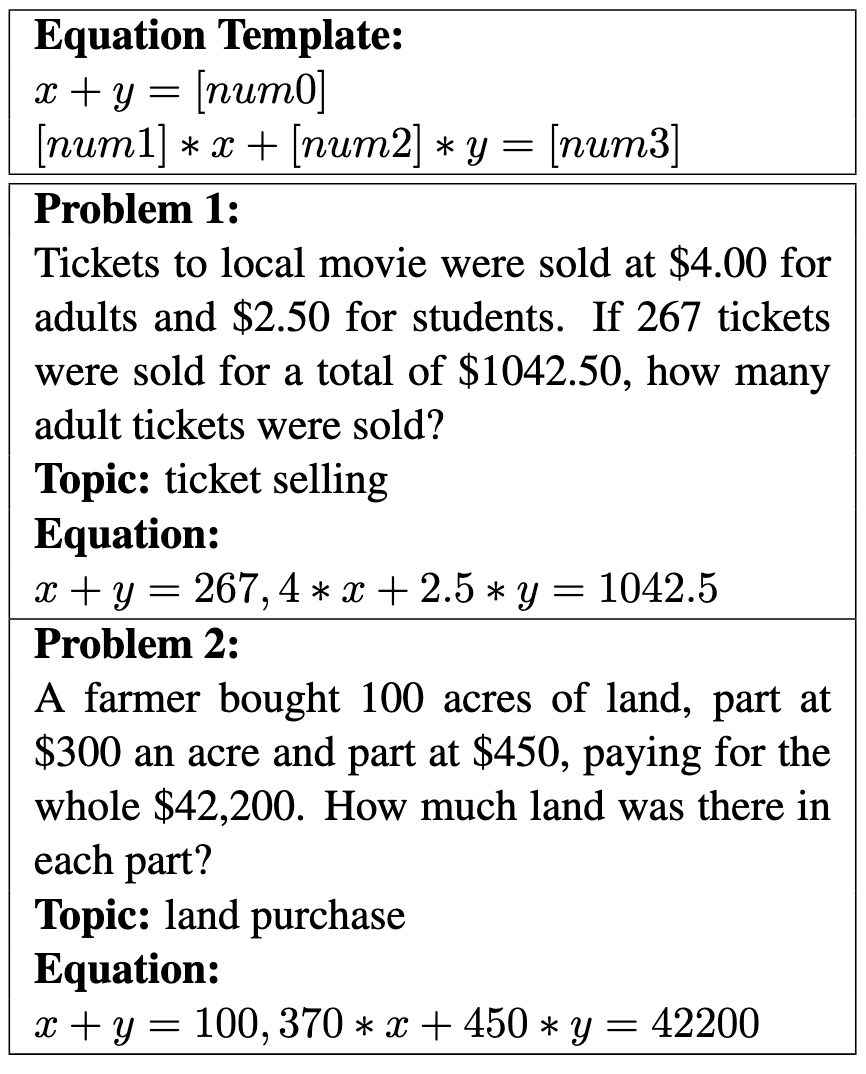 Equation Template:
x + y = [num0]
[num1] ∗ x + [num2] ∗ y = [num3]
Problem 1:
Tickets to local movie were sold at $4.00 for
adults and $2.50 for students. If 267 tickets
were sold for a total of $1042.50, how many
adult tickets were sold?
Topic: ticket selling
Equation:
x + y = 267, 4 ∗ x + 2.5 ∗ y = 1042.5
Problem 2:
A farmer bought 100 acres of land, part at
$300 an acre and part at $450, paying for the
whole $42,200. How much land was there in
each part?
Topic: land purchase
Equation:
x + y = 100, 370 ∗ x + 450 ∗ y = 42200